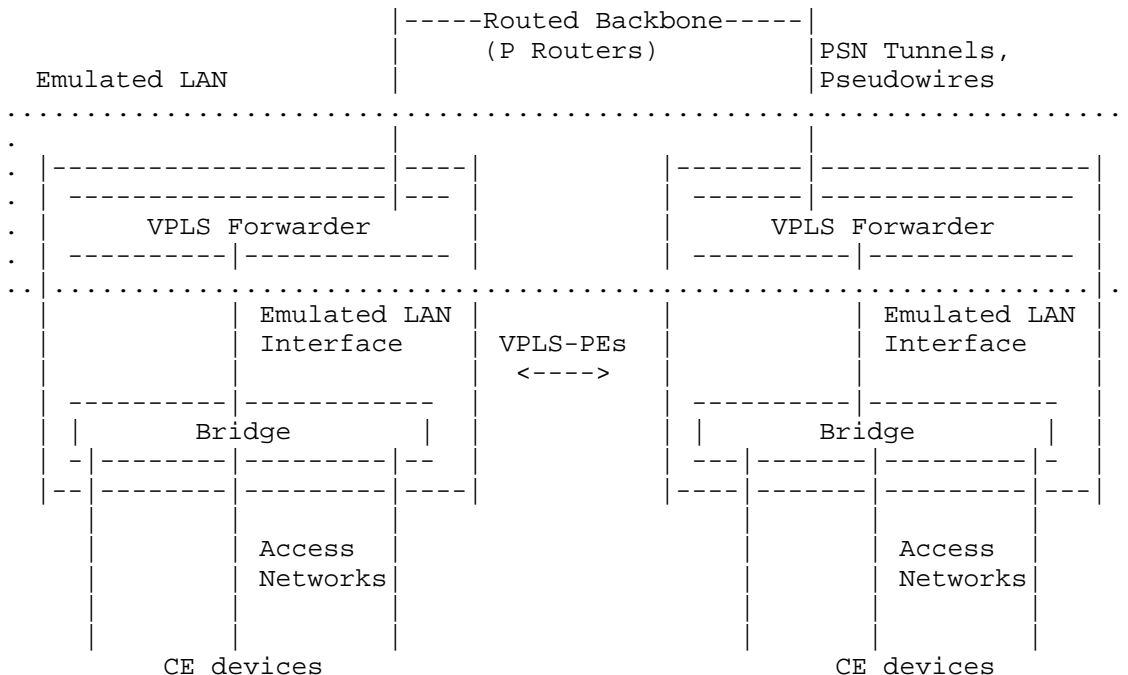 Routed Backbone
(P Routers) PSN Tunnels,
Emulated LAN Pseudowires
VPLS Forwarder VPLS Forwarder
Emulated LAN Emulated LAN
Interface VPLS-PEs Interface
<---->
Bridge Bridge
Access Access
Networks Networks
CE devices CE devices